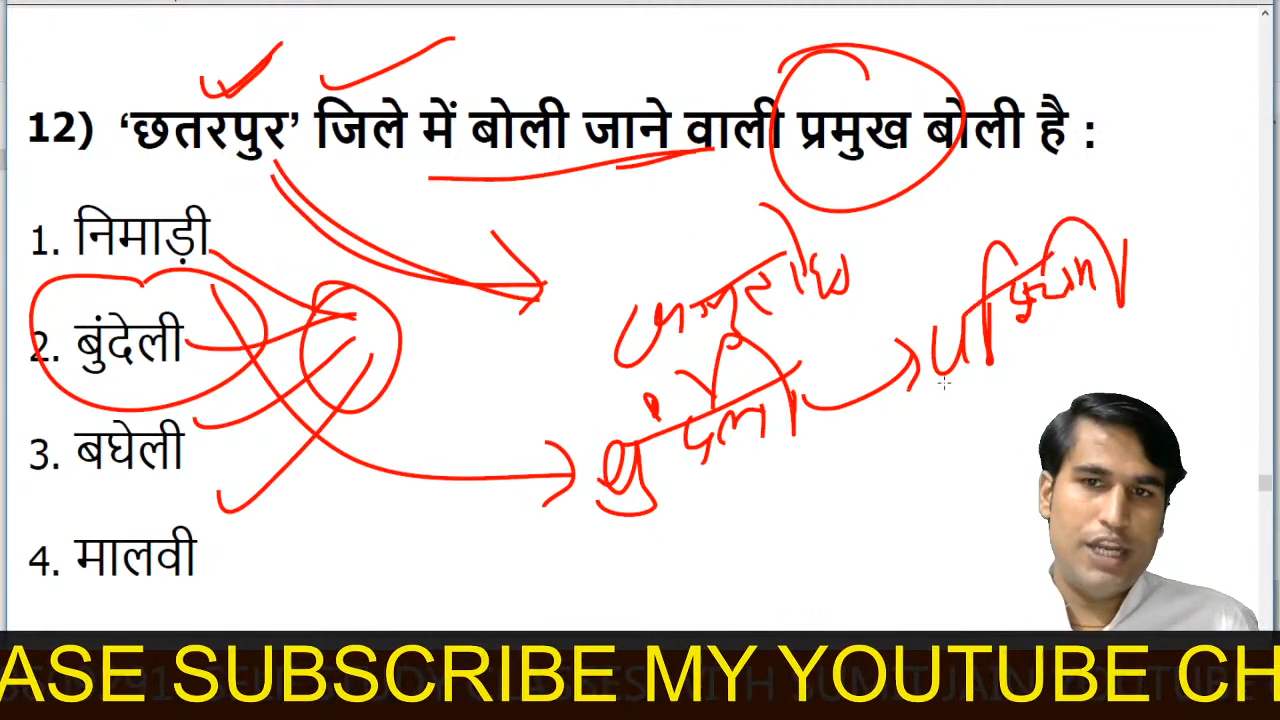 12) ‘छतरपुर’ जिले में बोली जाने वाली प्रमुख बोली है :
1. निमाड़ी
2. बुंदेली
3. बघेली
4. मालवी
बुंदेली
ASE SUBSCRIBE MY YOUTUBE CH